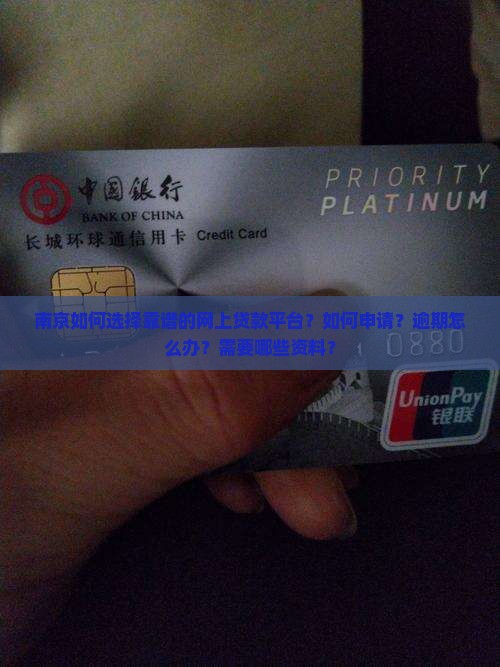 PRIORITY
PLATINUM
中國銀行
BANK OF CHINA
长城环球通信用卡 Credit Card
南京如何选择靠谱的网上贷款平台？如何申请？逾期怎
么办？需要哪些资料？
0880
UnionPay
银联